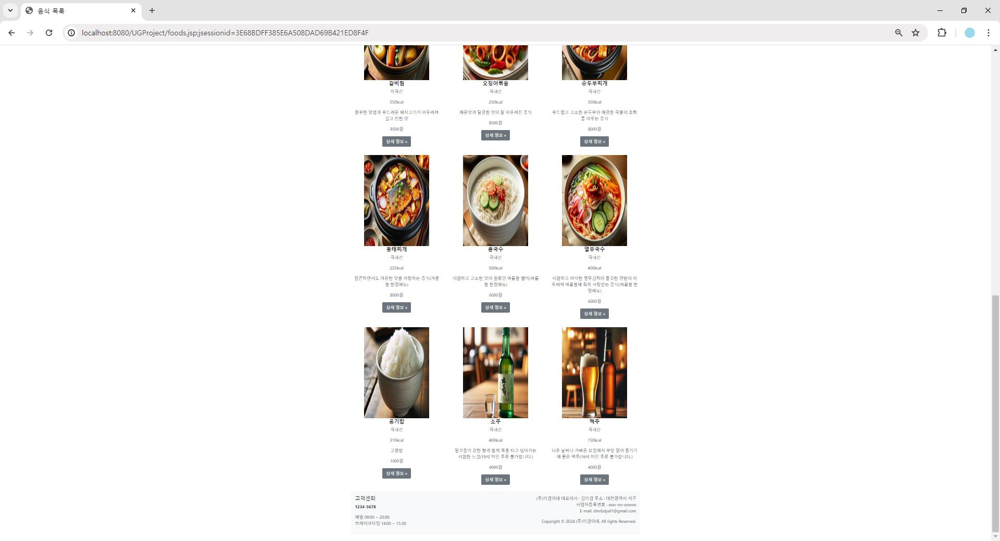 음식 목록
localhost:8080/UGProject/foods.jsp;jsessionid=3E68BDFF385E6A508DAD69B421ED8F4F
갈비찜
미국산
550kcal
풍부한 양념과 부드러운 돼지고기가 어우러져
깊고 진한 맛
9500원
상세 정보 »
오징어볶음
국내산
250kcal
매운맛과 달콤한 맛이 잘 어우러진 음식
8500원
상세 정보 »
순두부찌개
국내산
350kcal
부드럽고 고소한 순두부와 매콤한 국물이 조화
를 이루는 음식
8000원
상세 정보 »
동태찌개
국내산
235kcal
얼큰하면서도 개운한 맛을 자랑하는 음식(겨울
철 한정메뉴)
8000원
상세 정보 »
콩국수
국내산
500kcal
시원하고 고소한 맛이 일품인 여름철 별미(여름
철 한정메뉴)
6000원
상세 정보 »
열무국수
국내산
400kcal
시원하고 아삭한 열무김치와 쫄깃한 면발이 어
우러져 여름철에 특히 사랑받는 음식(여름철 한
정메뉴)
6000원
상세 정보 »
공기밥
국내산
310kcal
고봉밥
1000원
상세 정보 »
소주
국내산
400kcal
알코올의 강한 향과 함께 목을 타고 넘어가는
시원한 느낌(19세 미만 주문 불가합니다.)
4000원
상세 정보 »
맥주
국내산
150kcal
더운 날씨나 가벼운 모임에서 부담 없이 즐기기
에 좋은 맥주(19세 미만 주문 불가합니다.)
4000원
상세 정보 »
고객센터
1234-5678
매일 09:00 ~ 20:00
브레이크타임 14:00 ~ 15:30
(주)의겸이네 대표이사 : 김의겸 주소 : 대전광역시 서구
사업자등록번호 : ooo-oo-ooooo
E-mail: dmrbdyal1@gmail.com
Copyright © 2024 (주)의겸이네. All rights Reserved.